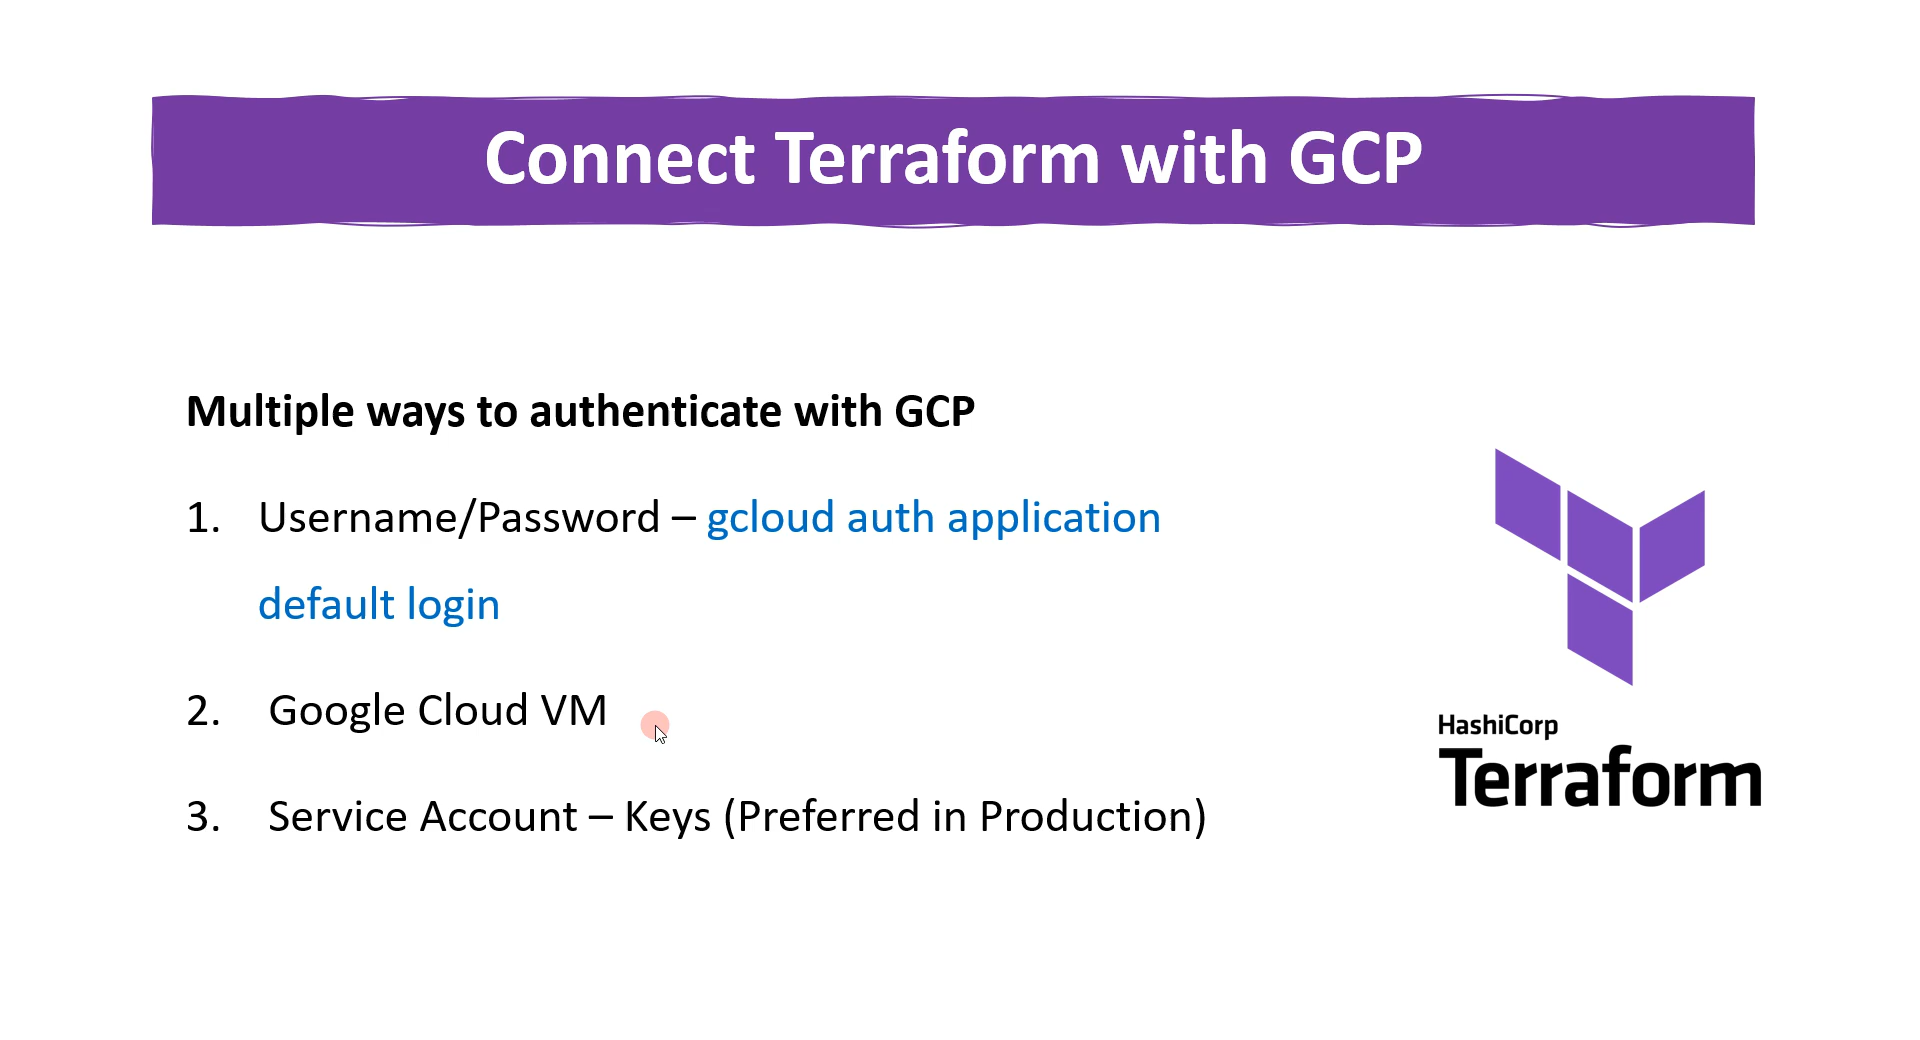 Connect Terraform with GCP
Multiple ways to authenticate with GCP
1. Username/Password – gcloud auth application
default login
2. Google Cloud VM
3. Service Account – Keys (Preferred in Production)
HashiCorp
Terraform